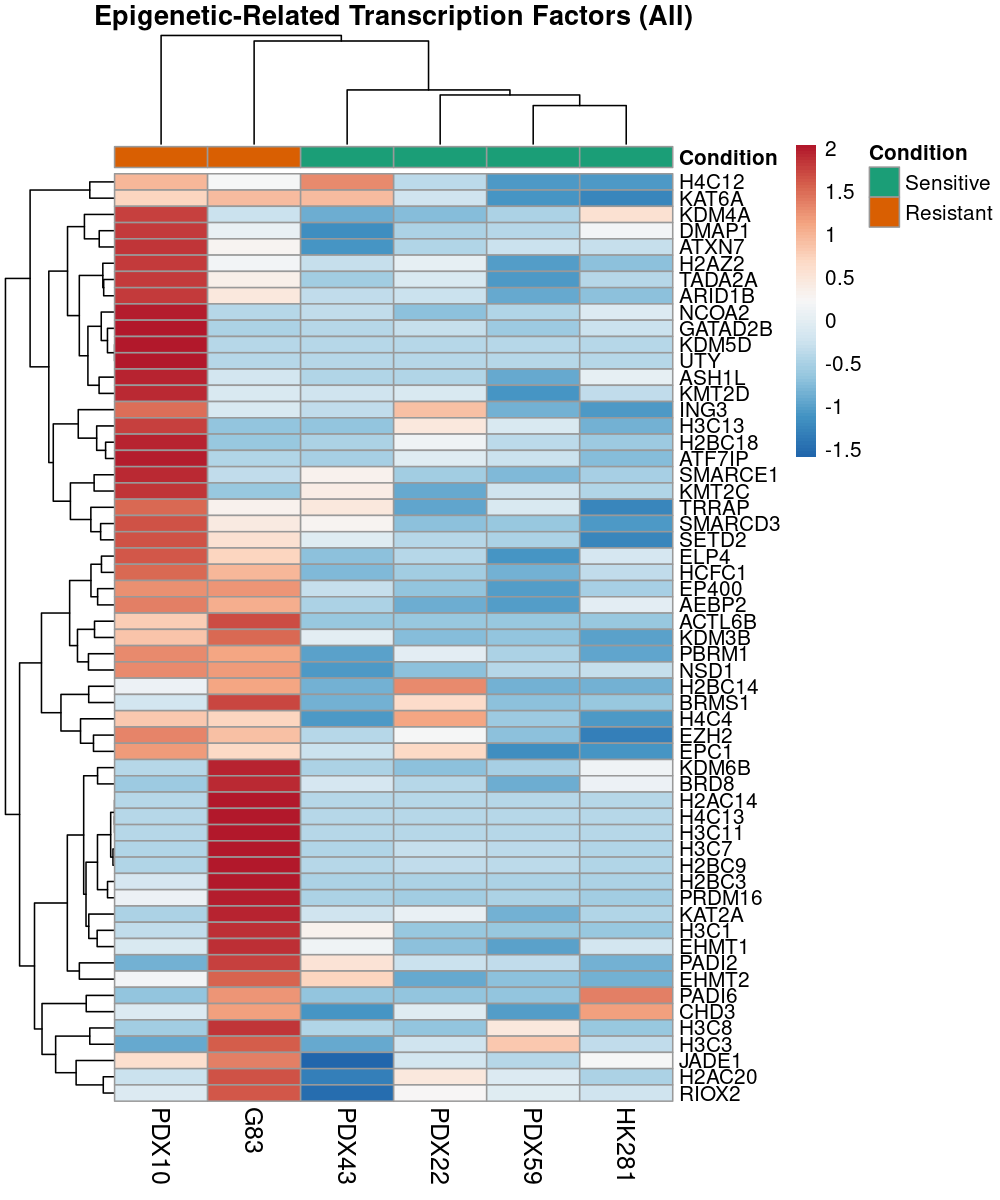 Epigenetic-Related Transcription Factors (All)
Condition
H4C12
KAT6A
KDM4A
DMAP1
ATXN7
H2AZ2
TADA2A
ARID1B
NCOA2
GATAD2B
KDM5D
UTY
ASH1L
KMT2D
ING3
H3C13
H2BC18
ATF7IP
SMARCE1
KMT2C
TRRAP
SMARCD3
SETD2
ELP4
HCFC1
EP400
AEBP2
ACTL6B
KDM3B
PBRM1
NSD1
H2BC14
BRMS1
H4C4
EZH2
EPC1
KDM6B
BRD8
H2AC14
H4C13
H3C11
H3C7
H2BC9
H2BC3
PRDM16
KAT2A
H3C1
EHMT1
PADI2
EHMT2
PADI6
CHD3
H3C8
H3C3
JADE1
H2AC20
RIOX2
PDX10
G83
PDX43
PDX22
PDX59
HK281
2
1.5
1
0.5
0
-0.5
-1
-1.5
Condition
Sensitive
Resistant